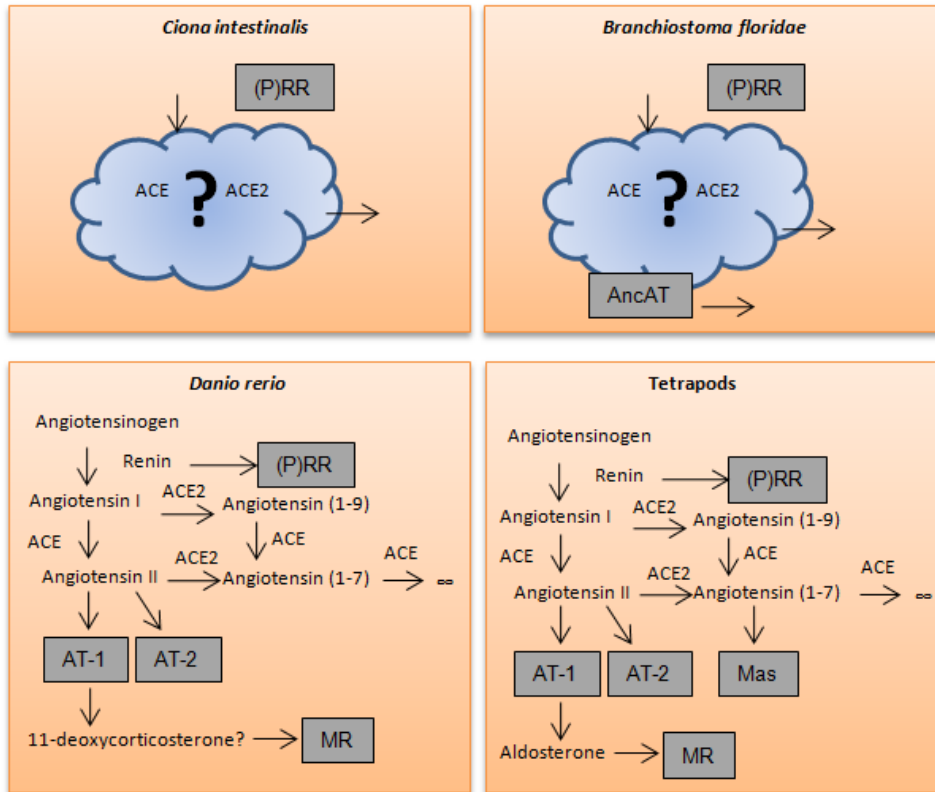 Ciona intestinalis
(P)RR
ACE ? ACE2
Branchiostoma floridae
(P)RR
ACE ? ACE2
AncAT
Danio rerio
Angiotensinogen
Renin (P)RR
Angiotensin I ACE2 Angiotensin (1-9)
ACE ACE ACE
Angiotensin II ACE2 Angiotensin (1-7) ∞
AT-1 AT-2
11-deoxycorticosterone? MR
Tetrapods
Angiotensinogen
Renin (P)RR
Angiotensin I ACE2 Angiotensin (1-9)
ACE ACE ACE
Angiotensin II ACE2 Angiotensin (1-7) ∞
AT-1 AT-2 Mas
Aldosterone MR